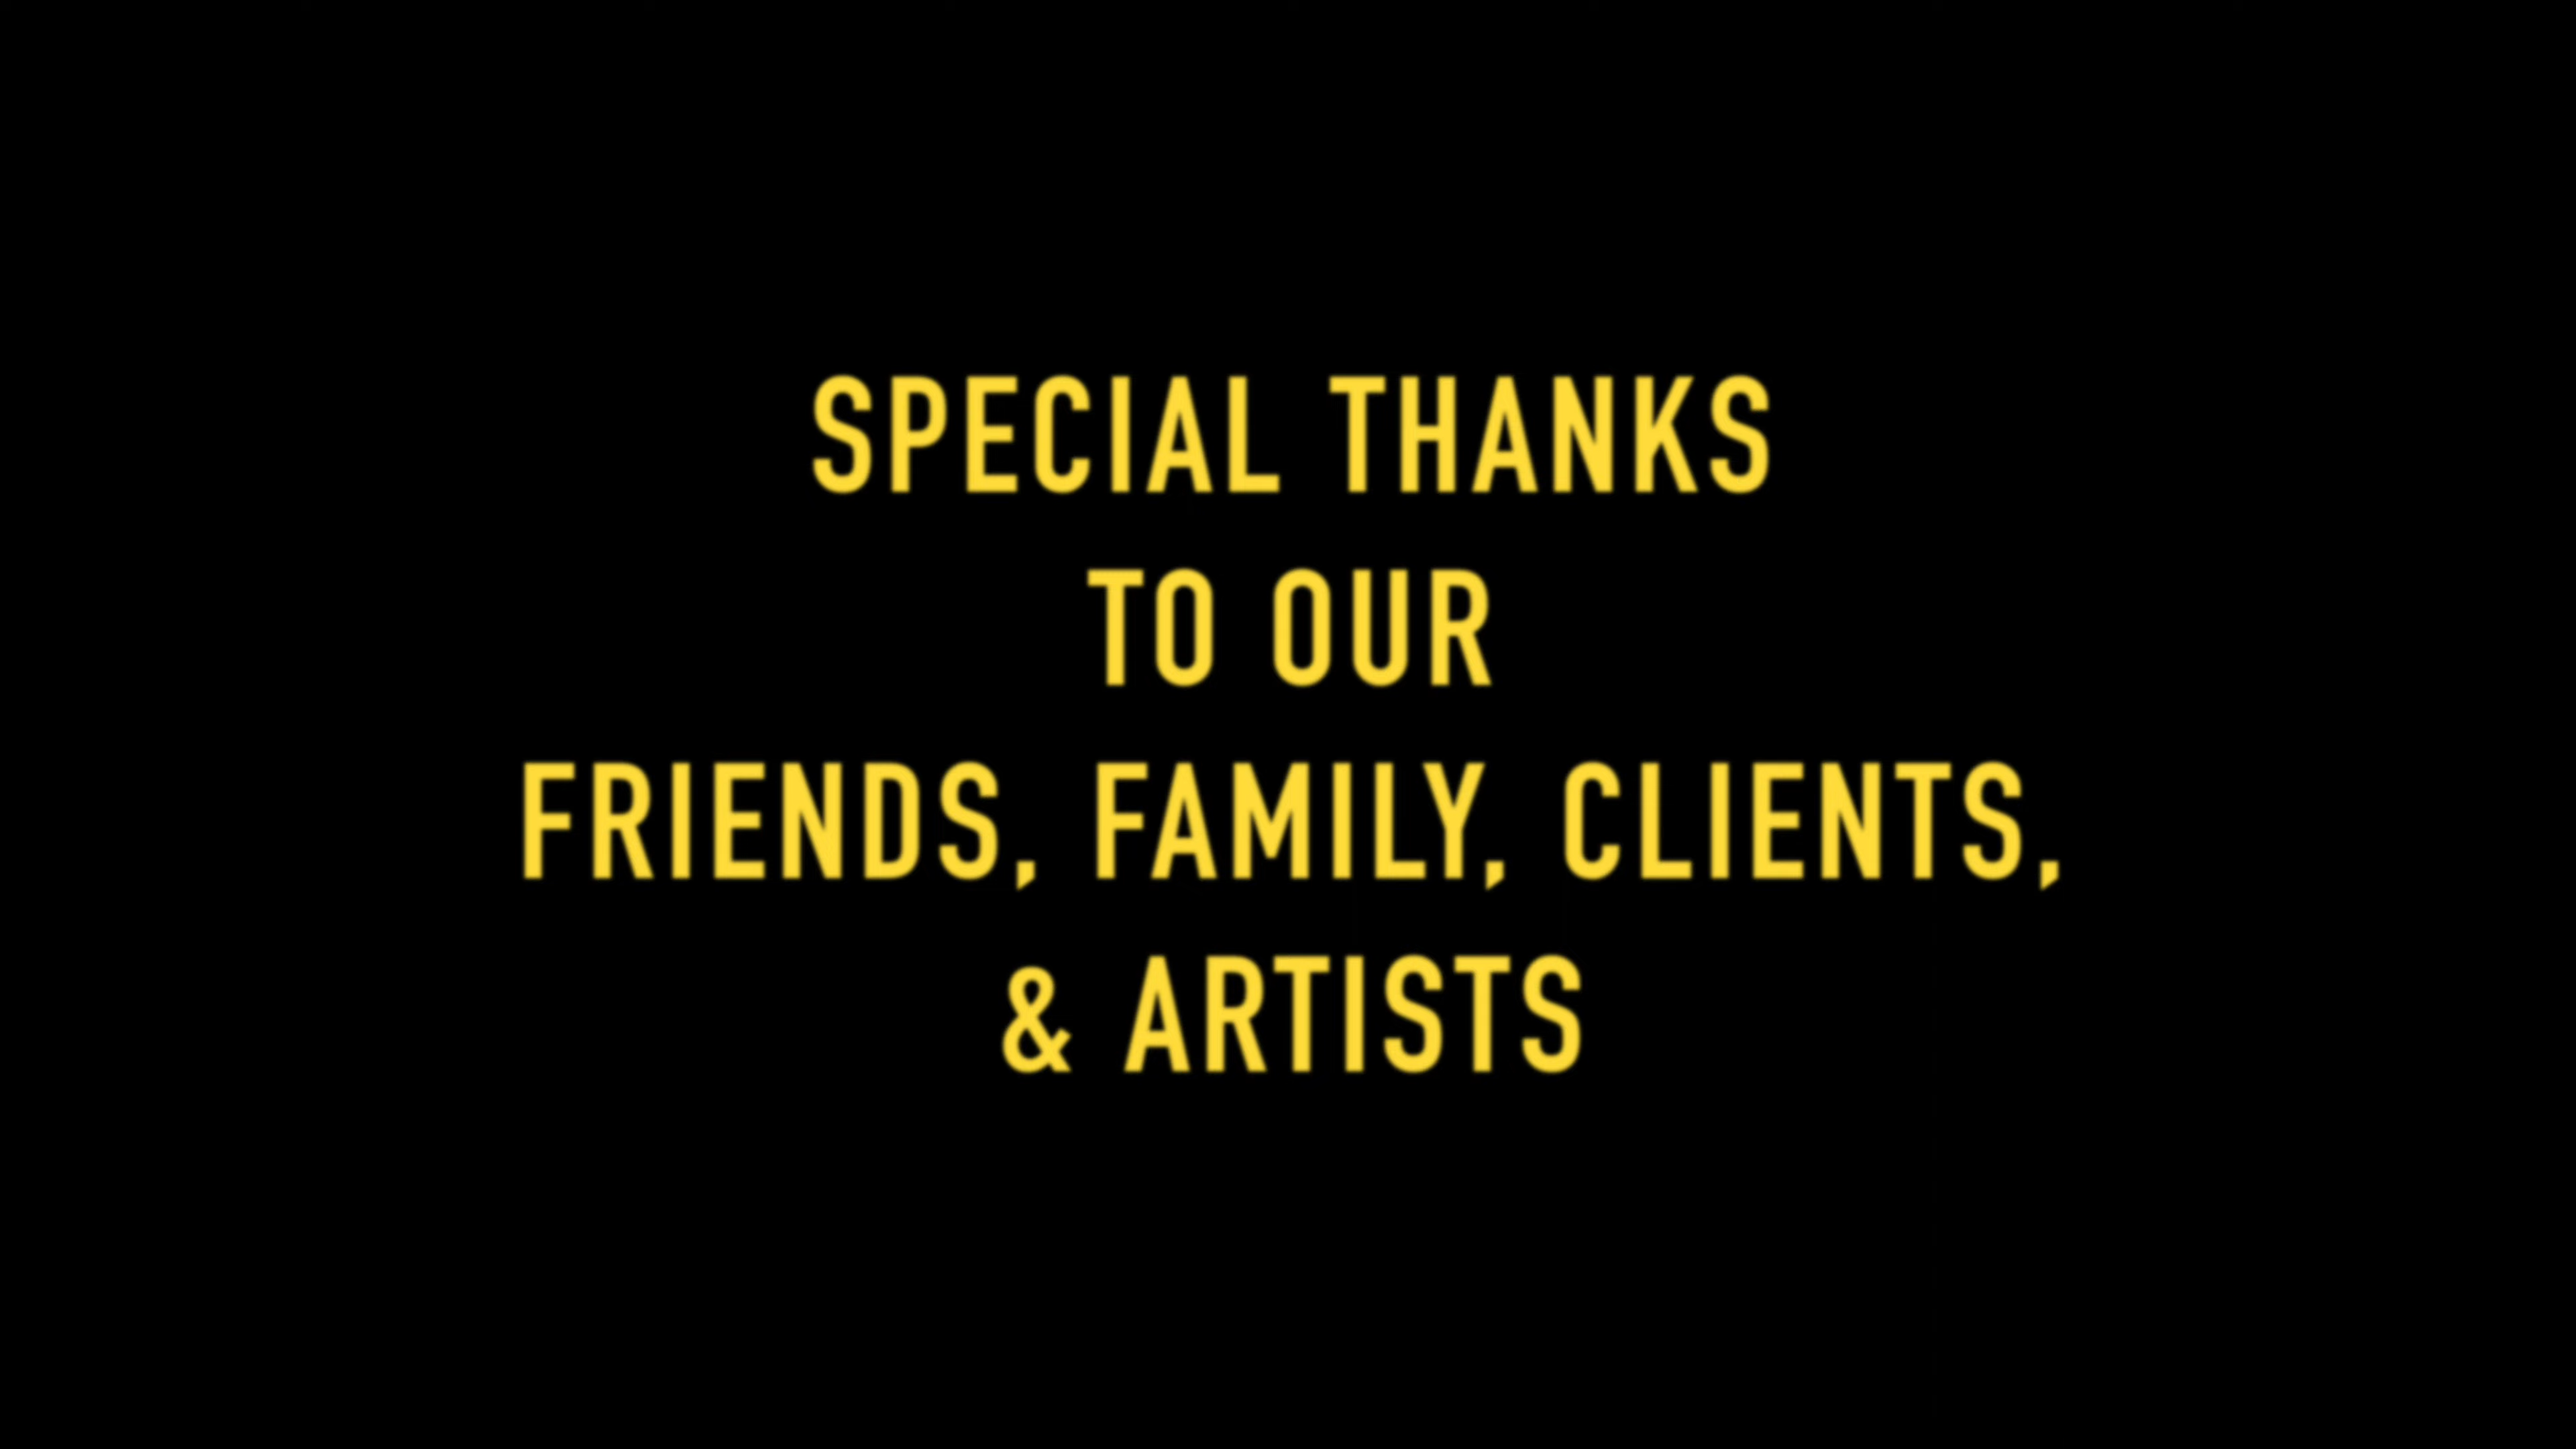 SPECIAL THANKS
TO OUR
FRIENDS, FAMILY, CLIENTS,
& ARTISTS